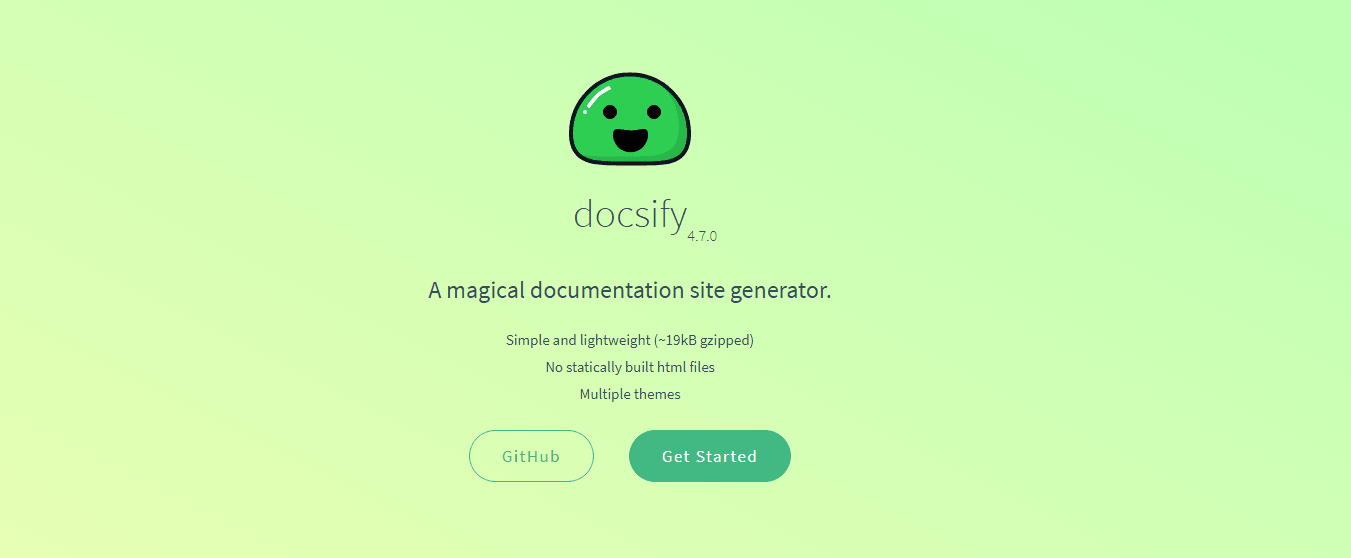 docsify 4.7.0
A magical documentation site generator.
Simple and lightweight (~19kB gzipped)
No statically built html files
Multiple themes
GitHub
Get Started